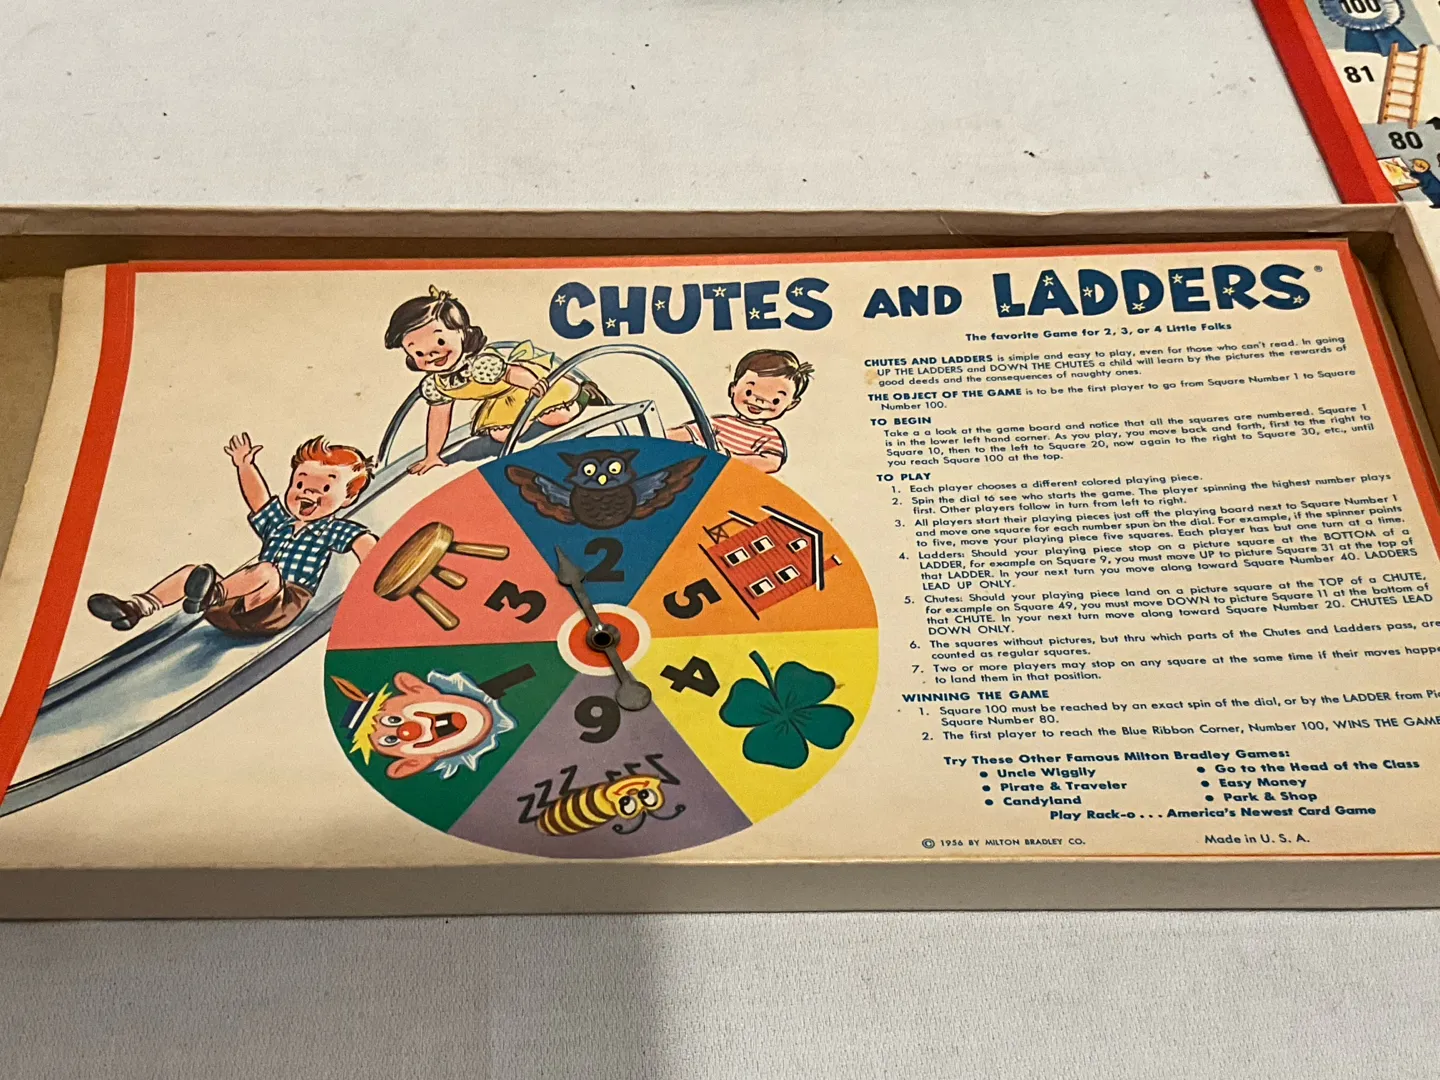 100
81
80
CHUTES AND LADDERS®
The favorite Game for 2, 3, or 4 Little Folks
CHUTES AND LADDERS is simple and easy to play, even for those who can't read. In going
UP THE LADDERS and DOWN THE CHUTES a child will learn by the pictures the rewards of
good deeds and the consequences of naughty ones.
THE OBJECT OF THE GAME is to be the first player to go from Square Number 1 to Square
Number 100.
TO BEGIN
Take a a look at the game board and notice that all the squares are numbered. Square 1
is in the lower left hand corner. As you play, you move back and forth, first to the right to
Square 10, then to the left to Square 20, now again to the right to Square 30, etc., until
you reach Square 100 at the top.
TO PLAY
1. Each player chooses a different colored playing piece.
2. Spin the dial to see who starts the game. The player spinning the highest number plays
first. Other players follow in turn from left to right.
3. All players start their playing pieces just off the playing board next to Square Number 1
and move one square for each number spun on the dial. For example, if the spinner points
to five, move your playing piece five squares. Each player has but one turn at a time.
4. Ladders: Should your playing piece stop on a picture square at the BOTTOM of a
LADDER, for example on Square 9, you must move UP to picture Square 31 at the top of
that LADDER. In your next turn you move along toward Square Number 40. LADDERS
LEAD UP ONLY.
5. Chutes: Should your playing piece land on a picture square at the TOP of a CHUTE,
for example on Square 49, you must move DOWN to picture Square 11 at the bottom of
that CHUTE. In your next turn move along toward Square Number 20. CHUTES LEAD
DOWN ONLY.
6. The squares without pictures, but thru which parts of the Chutes and Ladders pass, are
counted as regular squares.
7. Two or more players may stop on any square at the same time if their moves happe
to land them in that position.
WINNING THE GAME
1. Square 100 must be reached by an exact spin of the dial, or by the LADDER from Pi
Square Number 80.
2. The first player to reach the Blue Ribbon Corner, Number 100, WINS THE GAME
Try These Other Famous Milton Bradley Games:
• Uncle Wiggily • Go to the Head of the Class
• Pirate & Traveler • Easy Money
• Candyland • Park & Shop
Play Rack-o . . . America's Newest Card Game
© 1956 BY MILTON BRADLEY CO. Made in U. S. A.
2
3
5
1
4
6
ZZZ ZZZZ